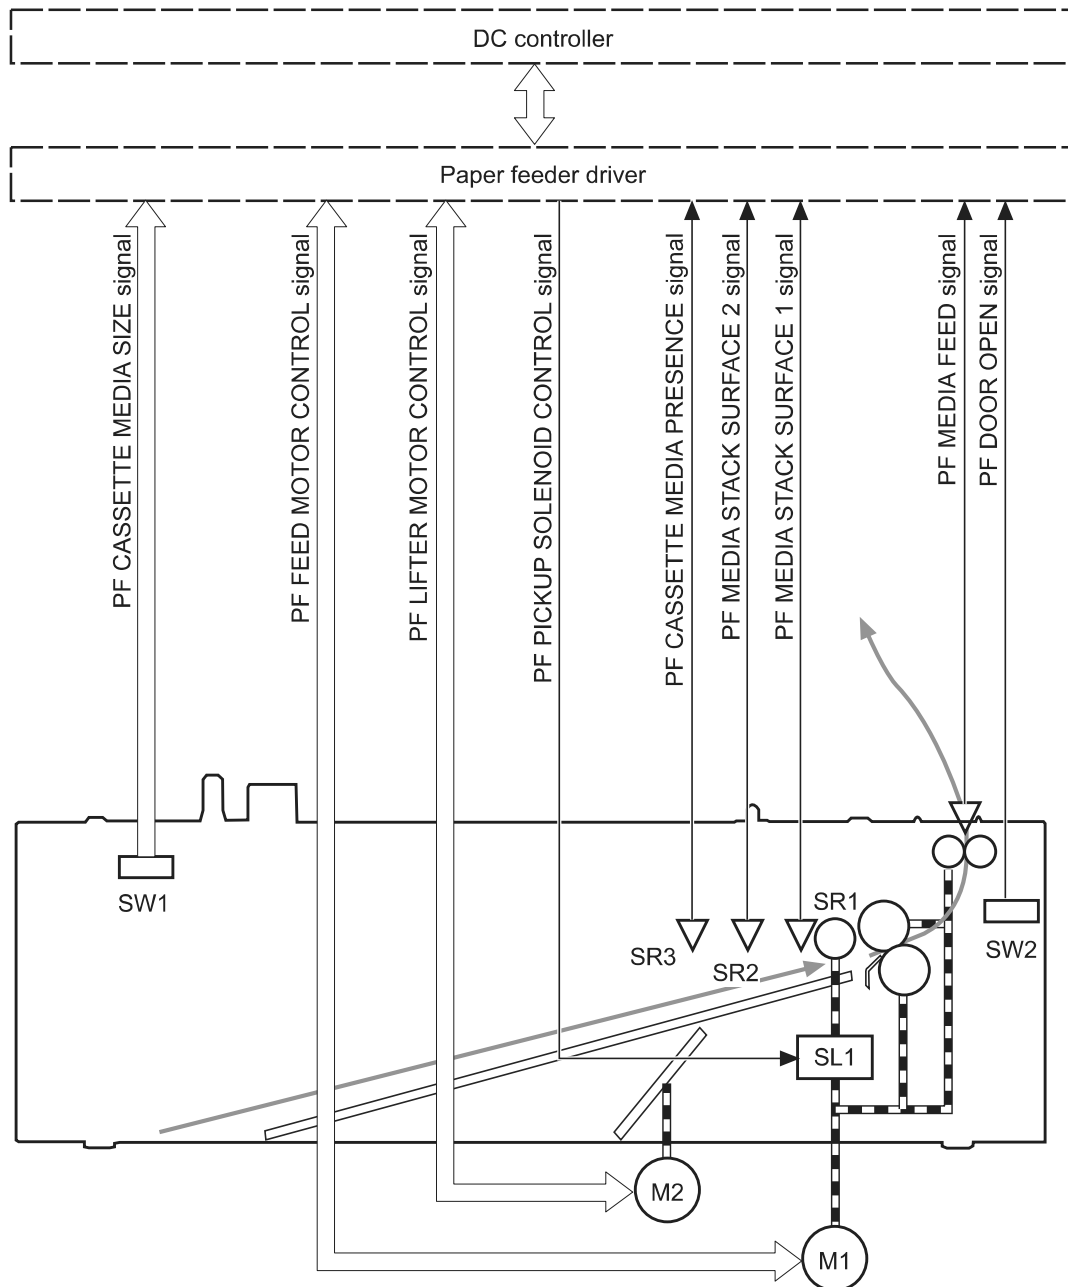 DC controller
Paper feeder driver
PF CASSETTE MEDIA SIZE signal
PF FEED MOTOR CONTROL signal
PF LIFTER MOTOR CONTROL signal
PF PICKUP SOLENOID CONTROL signal
PF CASSETTE MEDIA PRESENCE signal
PF MEDIA STACK SURFACE 2 signal
PF MEDIA STACK SURFACE 1 signal
PF MEDIA FEED signal
PF DOOR OPEN signal
SW1
SR1
SR3
SR2
SW2
SL1
M2
M1